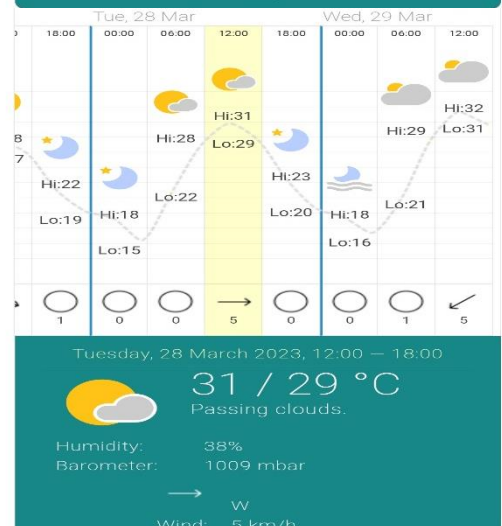 Tue, 28 Mar Wed, 29 Mar
18:00 00:00 06:00 12:00 18:00 00:00 06:00 12:00
Hi:22 Hi:18 Hi:28 Hi:31 Hi:23 Hi:18 Hi:29 Hi:32
Lo:19 Lo:15 Lo:22 Lo:29 Lo:20 Lo:16 Lo:21 Lo:31
1 0 0 5 0 0 1 5
Tuesday, 28 March 2023, 12:00 — 18:00
31 / 29 °C
Passing clouds.
Humidity: 38%
Barometer: 1009 mbar
W
Wind: 5 km/h